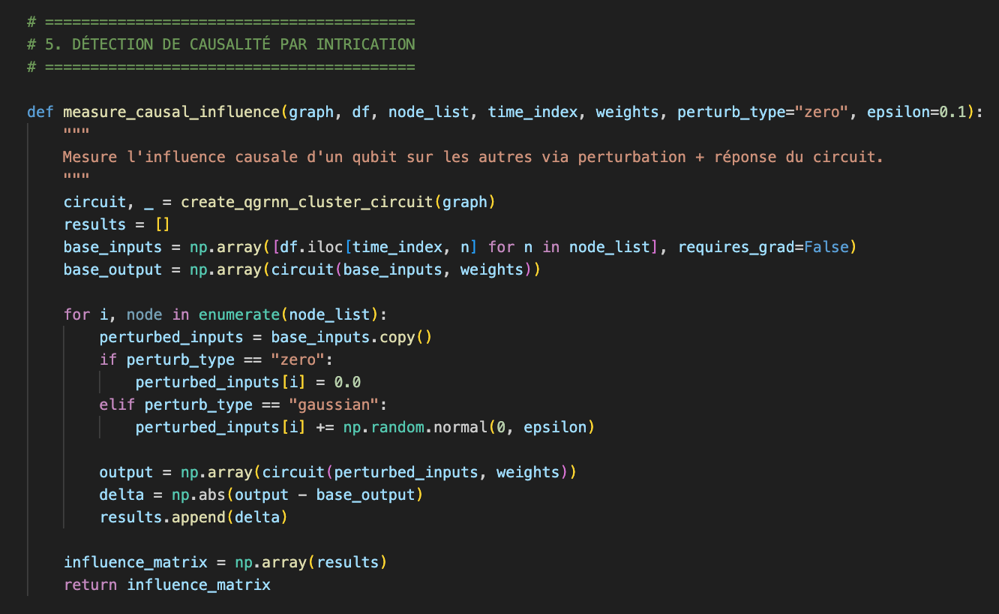 # =========================================
# 5. DÉTECTION DE CAUSALITÉ PAR INTRICATION
# =========================================

def measure_causal_influence(graph, df, node_list, time_index, weights, perturb_type="zero", epsilon=0.1):
    """
    Mesure l'influence causale d'un qubit sur les autres via perturbation + réponse du circuit.
    """
    circuit, _ = create_qgrnn_cluster_circuit(graph)
    results = []
    base_inputs = np.array([df.iloc[time_index, n] for n in node_list], requires_grad=False)
    base_output = np.array(circuit(base_inputs, weights))

    for i, node in enumerate(node_list):
        perturbed_inputs = base_inputs.copy()
        if perturb_type == "zero":
            perturbed_inputs[i] = 0.0
        elif perturb_type == "gaussian":
            perturbed_inputs[i] += np.random.normal(0, epsilon)

        output = np.array(circuit(perturbed_inputs, weights))
        delta = np.abs(output - base_output)
        results.append(delta)

    influence_matrix = np.array(results)
    return influence_matrix